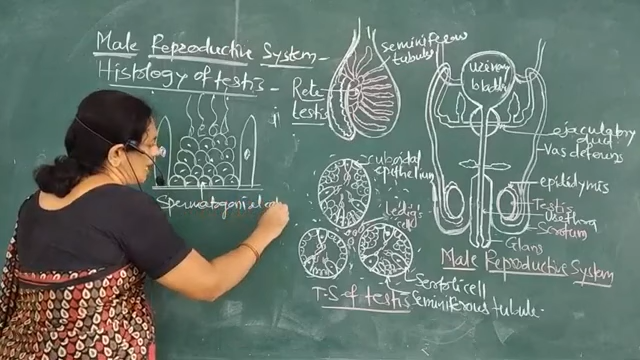 Male Reproductive System-
Histology of testis-
Spermatogonial
seminiferous
tubule
Rete
testis
cuboidal
epithelium
Ledig's
cell
Sertoli cell
Seminiferous tubule.
T.S of testis
urinary
bladder
ejaculatory
duct
Vas deferens
epididymis
Testis
Urethra
Scrotum
Glans
Male Reproductive System